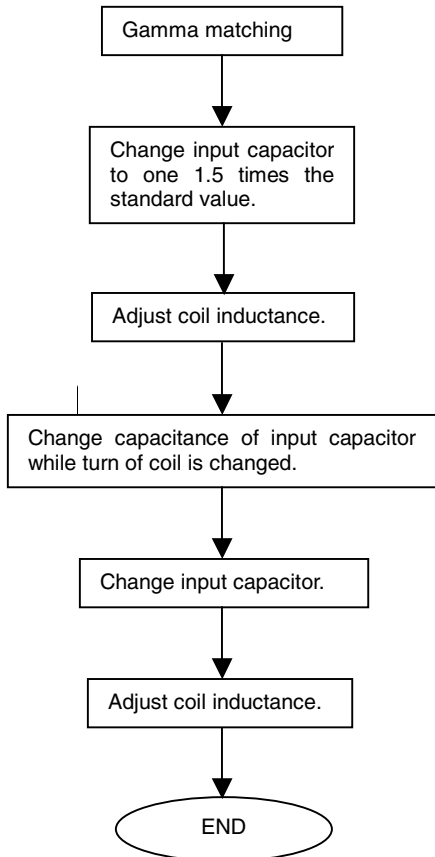 Gamma matching
Change input capacitor
to one 1.5 times the
standard value.
Adjust coil inductance.
Change capacitance of input capacitor
while turn of coil is changed.
Change input capacitor.
Adjust coil inductance.
END